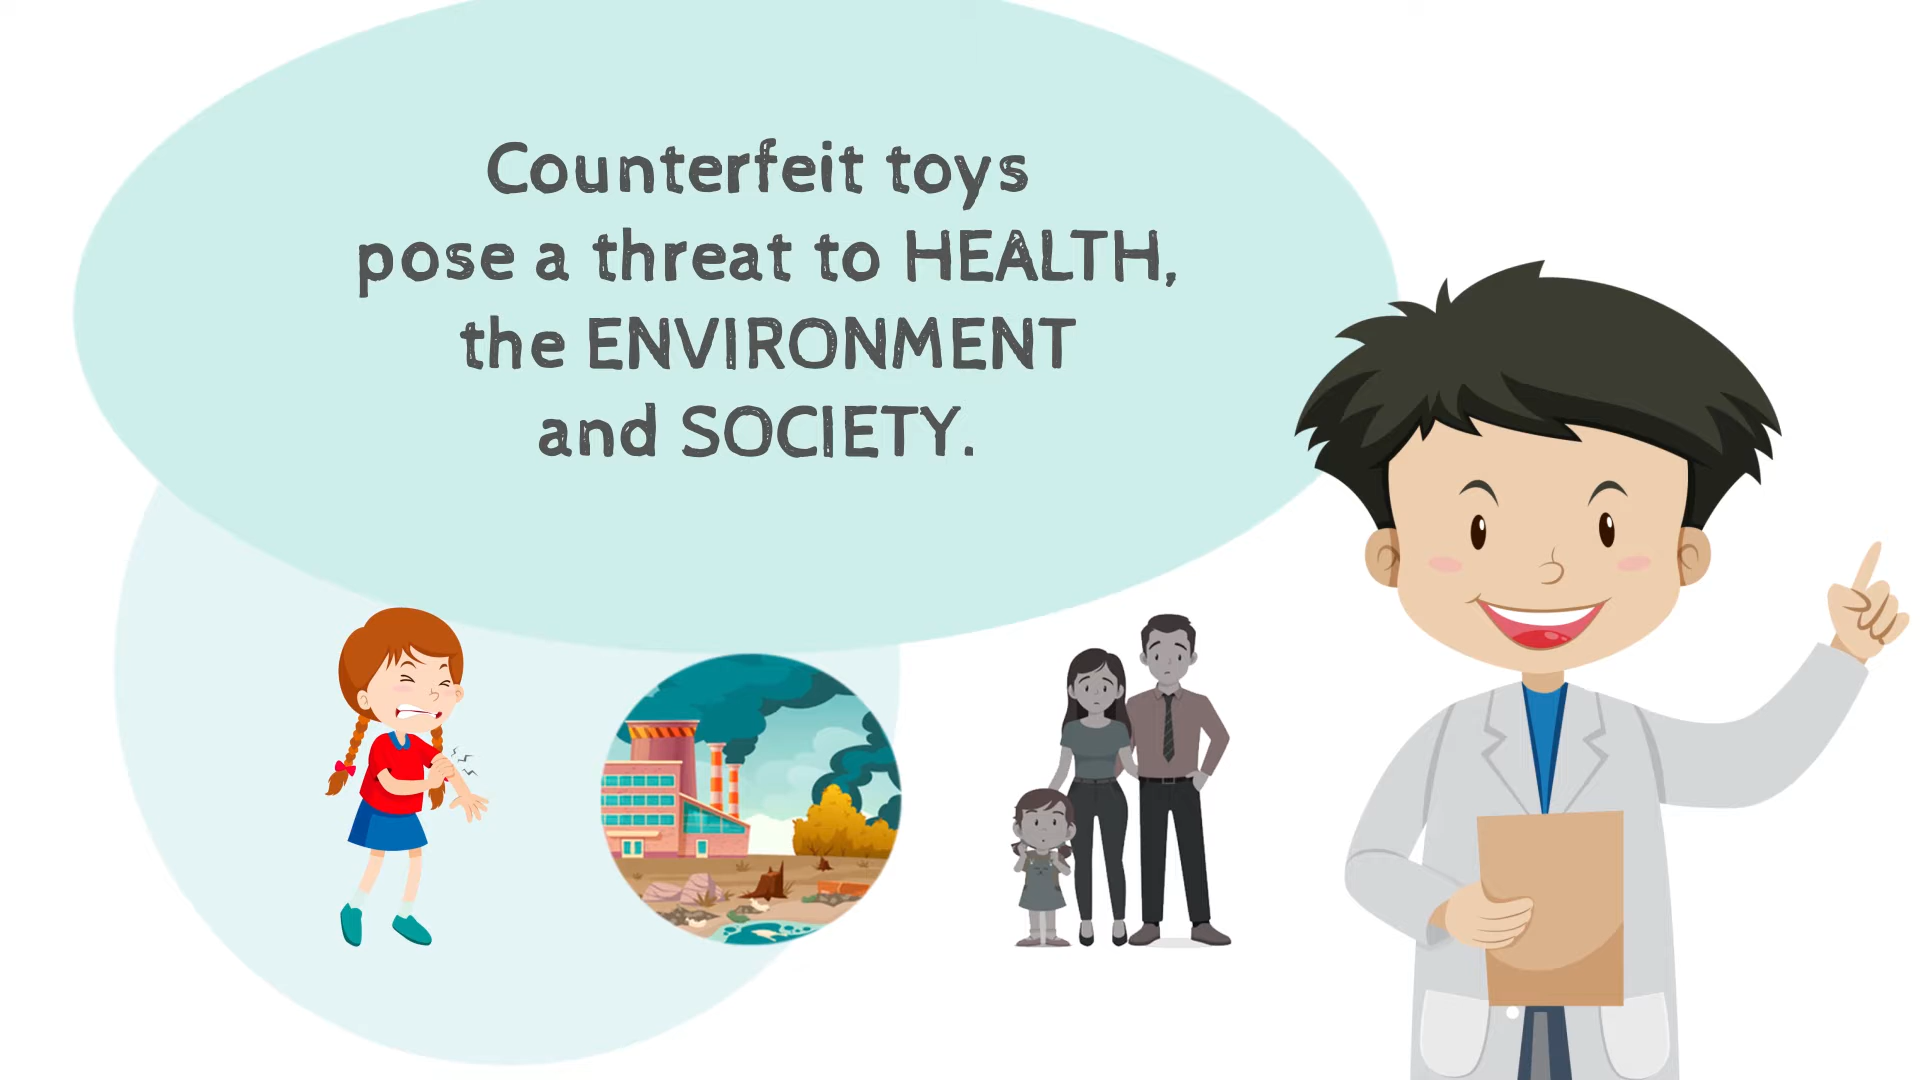 Counterfeit toys
pose a threat to HEALTH,
the ENVIRONMENT
and SOCIETY.